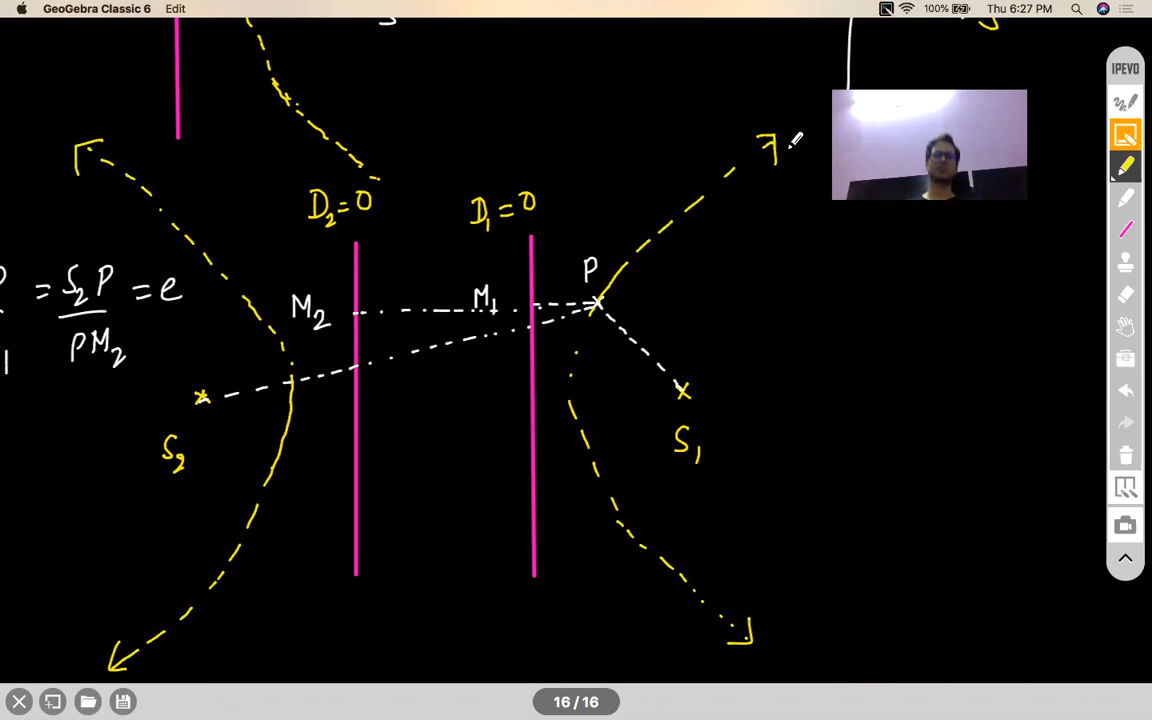 GeoGebra Classic 6 Edit 100% Thu 6:27 PM
IPEVO
D₂=0
D₁=0
P
= S₂P = e
PM₂
M₂
M₁
S₂
S₁
16 / 16